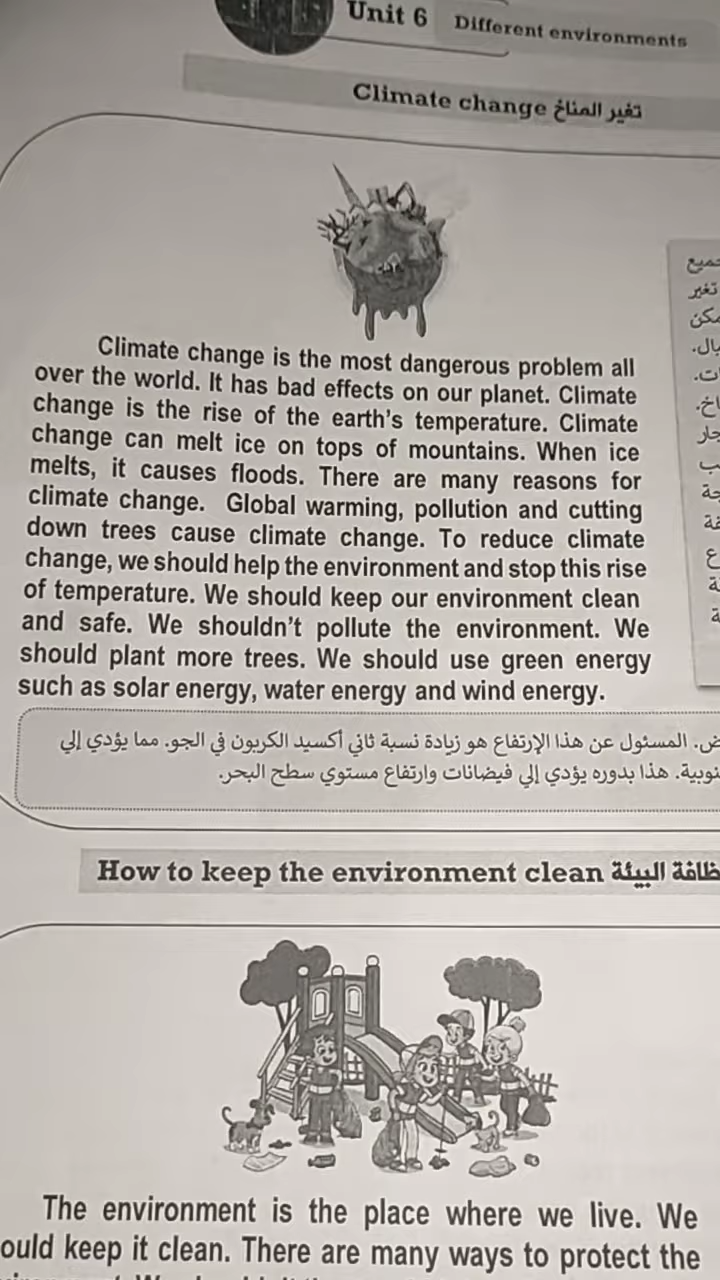 Unit 6 Different environments
Climate change تغير المناخ
Climate change is the most dangerous problem all
over the world. It has bad effects on our planet. Climate
change is the rise of the earth's temperature. Climate
change can melt ice on tops of mountains. When ice
melts, it causes floods. There are many reasons for
climate change. Global warming, pollution and cutting
down trees cause climate change. To reduce climate
change, we should help the environment and stop this rise
of temperature. We should keep our environment clean
and safe. We shouldn't pollute the environment. We
should plant more trees. We should use green energy
such as solar energy, water energy and wind energy.
المسئول عن هذا الإرتفاع هو زيادة نسبة ثاني أكسيد الكربون في الجو. مما يؤدي إلي
هذا بدوره يؤدي إلي فيضانات وارتفاع مستوي سطح البحر.
How to keep the environment clean البيئة
The environment is the place where we live. We
ould keep it clean. There are many ways to protect the